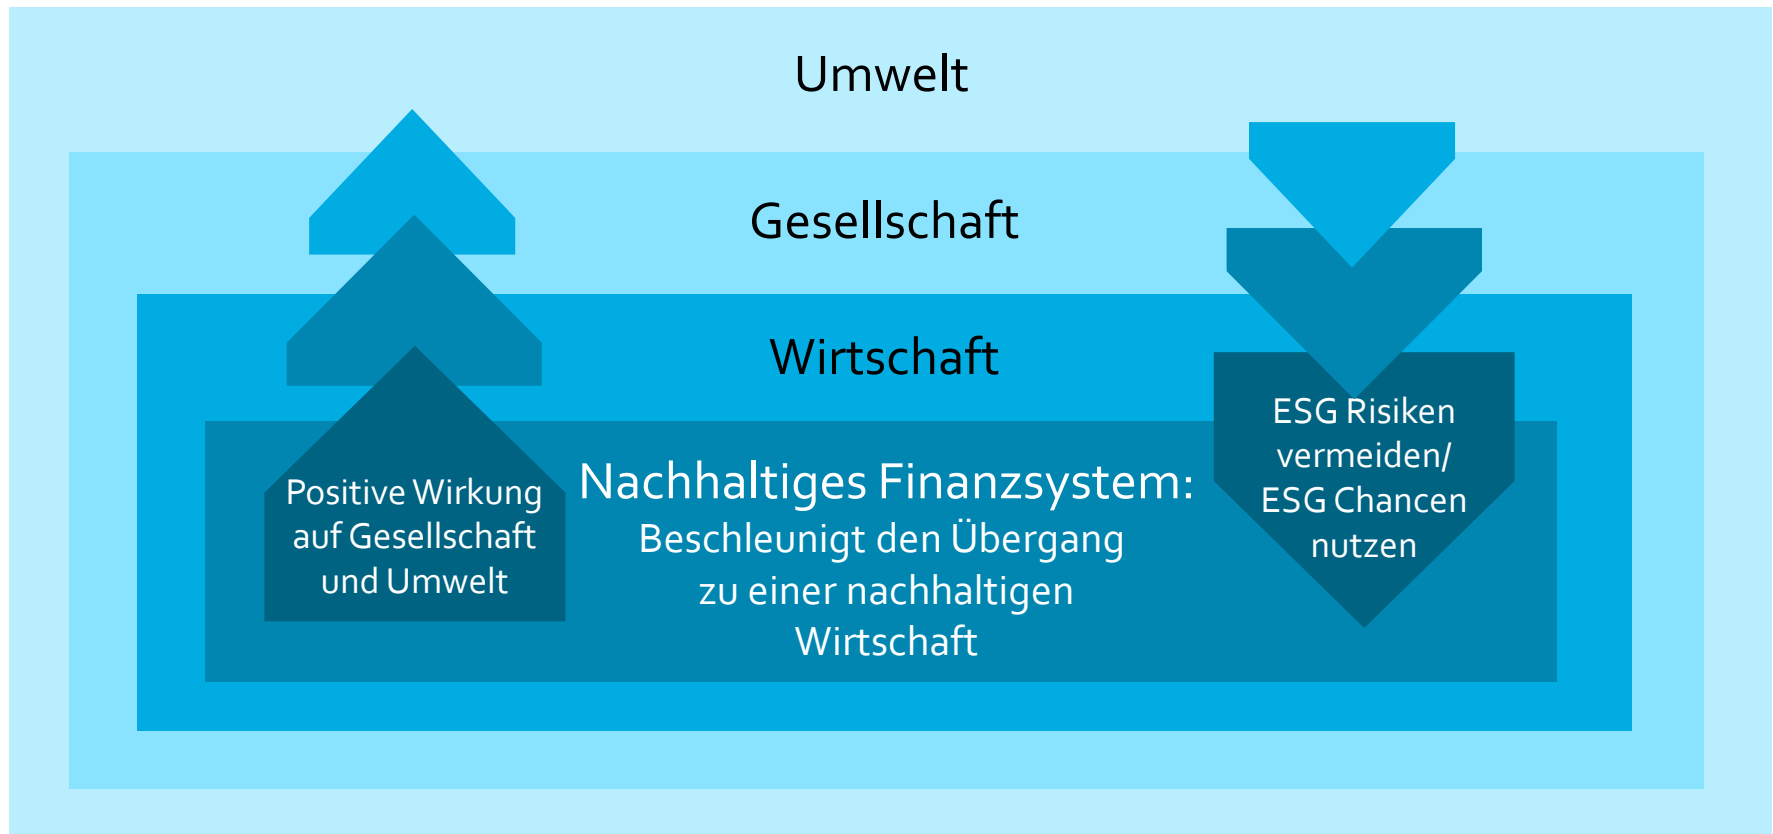 Umwelt
Gesellschaft
Wirtschaft
Positive Wirkung
auf Gesellschaft
und Umwelt
Nachhaltiges Finanzsystem:
Beschleunigt den Übergang
zu einer nachhaltigen
Wirtschaft
ESG Risiken
vermeiden/
ESG Chancen
nutzen